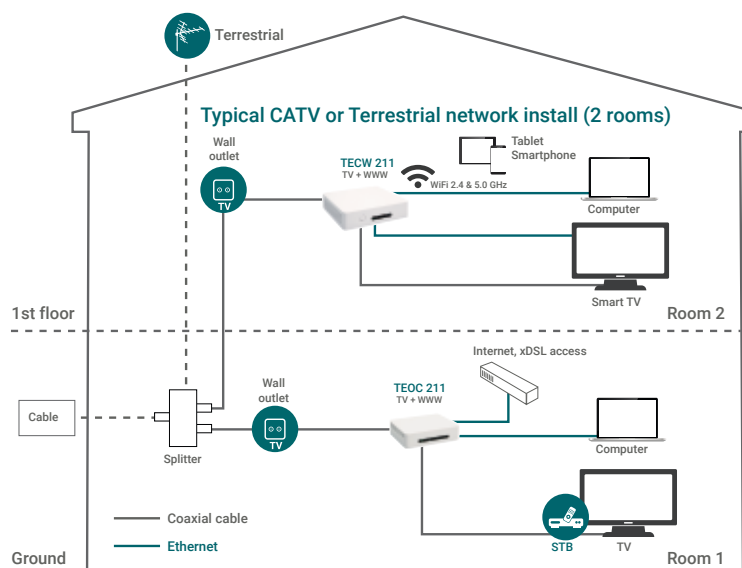 Terrestrial
Typical CATV or Terrestrial network install (2 rooms)
Wall
outlet
TV
TECW 211
TV + WWW
WiFi 2.4 & 5.0 GHz
Tablet
Smartphone
Computer
Smart TV
1st floor
Room 2
Internet, xDSL access
Cable
Splitter
Wall
outlet
TV
TEOC 211
TV + WWW
Computer
STB
TV
Coaxial cable
Ethernet
Ground
Room 1